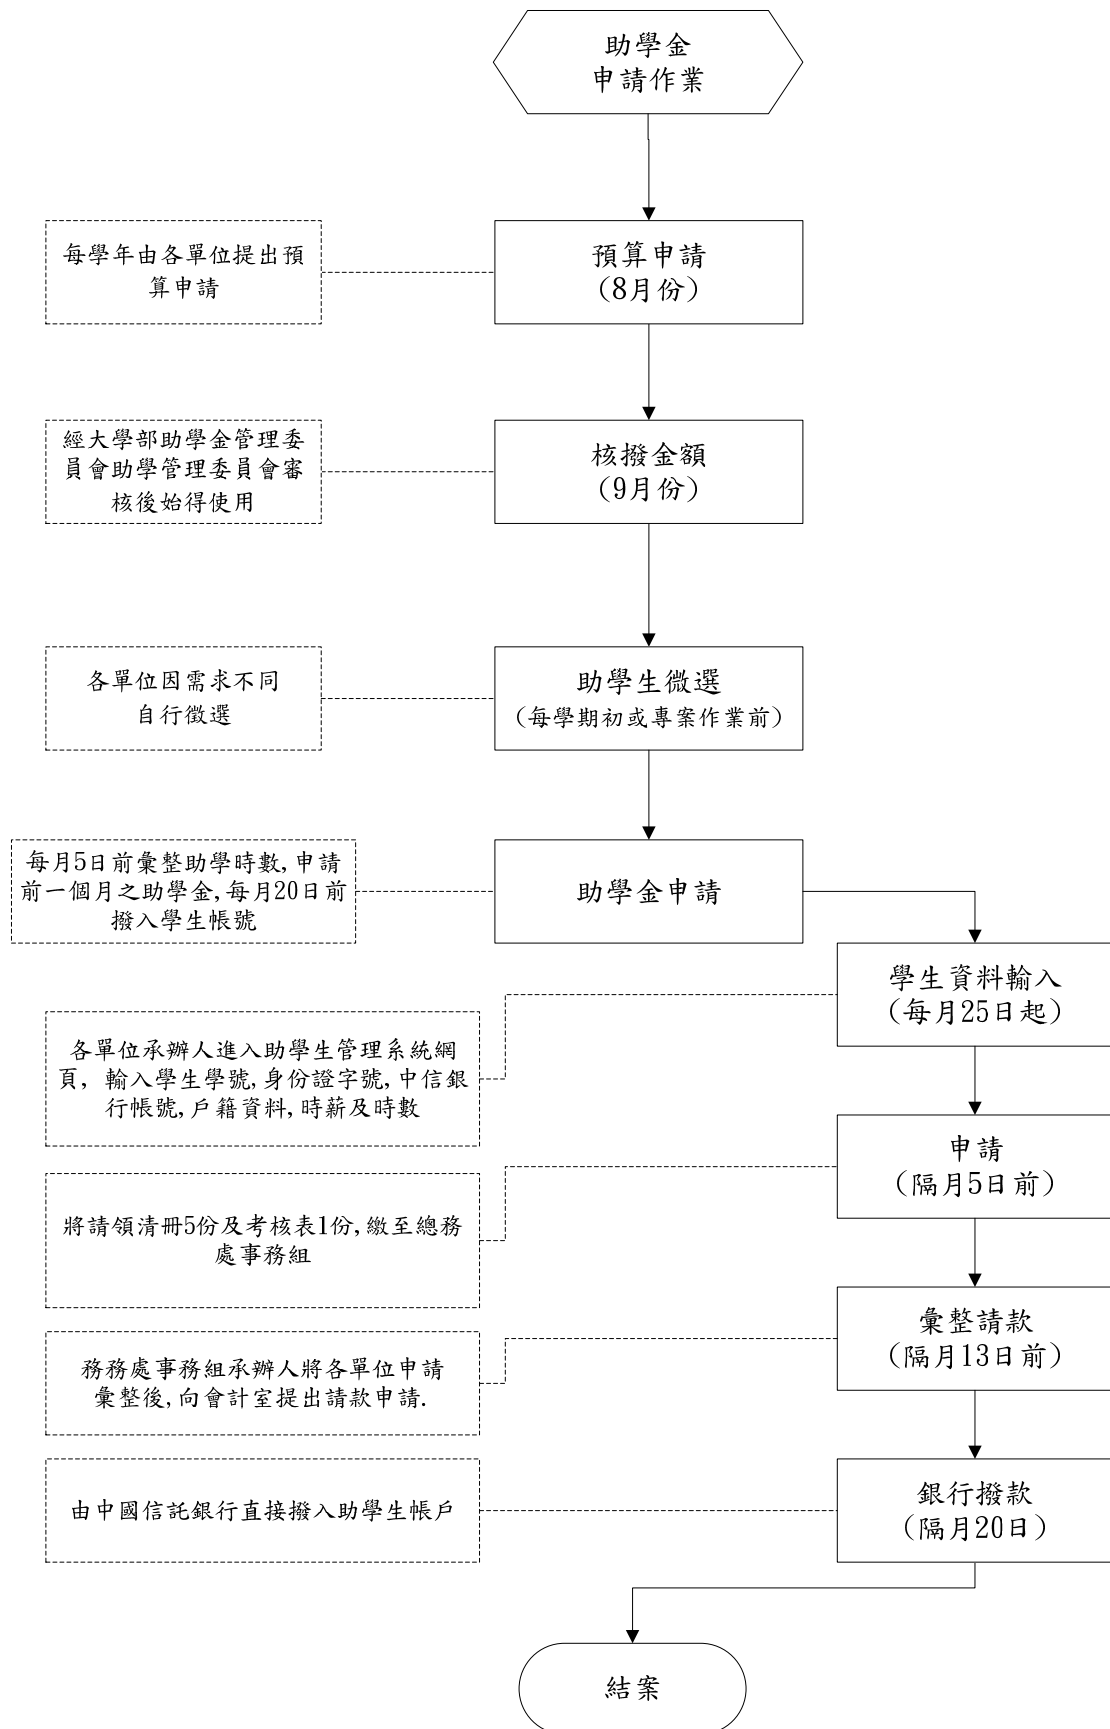 助學金
申請作業
每學年由各單位提出預
算申請
預算申請
(8月份)
經大學部助學金管理委
員會助學管理委員會審
核後始得使用
核撥金額
(9月份)
各單位因需求不同
自行徵選
助學生微選
(每學期初或專案作業前)
每月5日前彙整助學時數,申請
前一個月之助學金,每月20日前
撥入學生帳號
助學金申請
學生資料輸入
(每月25日起)
各單位承辦人進入助學生管理系統網
頁, 輸入學生學號,身份證字號,中信銀
行帳號,戶籍資料,時薪及時數
申請
(隔月5日前)
將請領清冊5份及考核表1份,繳至總務
處事務組
彙整請款
(隔月13日前)
務務處事務組承辦人將各單位申請
彙整後,向會計室提出請款申請.
銀行撥款
(隔月20日)
由中國信託銀行直接撥入助學生帳戶
結案